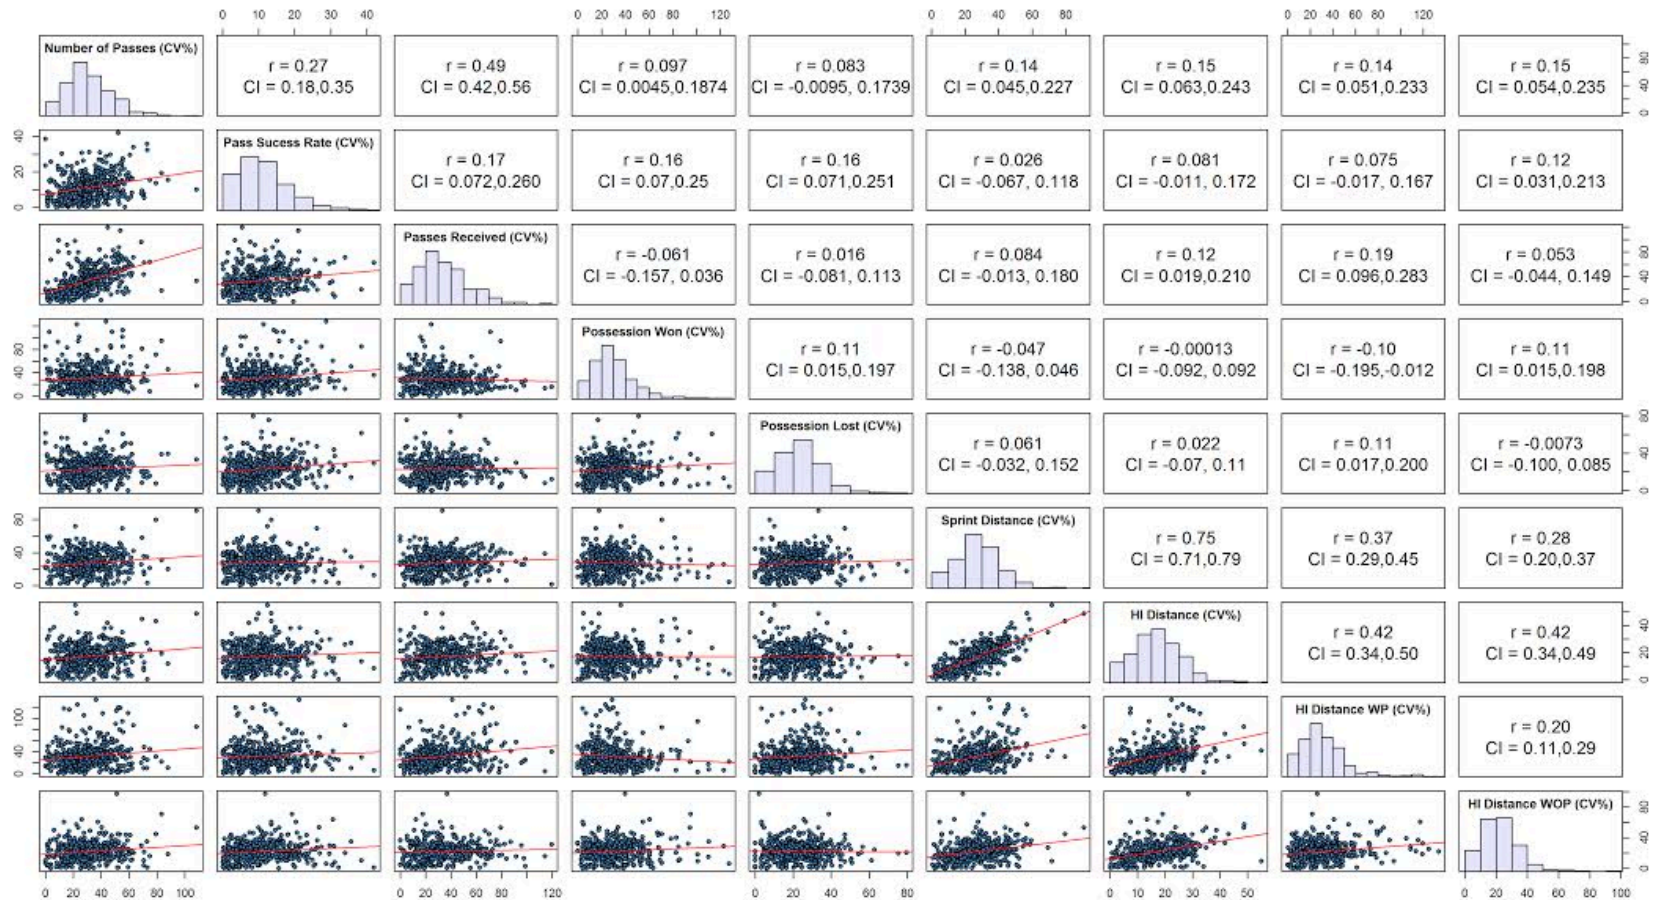 0 10 20 30 40 0 20 40 60 80 120 0 20 40 60 80 0 20 40 60 80 120
Number of Passes (CV%)
r = 0.27
CI = 0.18,0.35
r = 0.49
CI = 0.42,0.56
r = 0.097
CI = 0.0045,0.1874
r = 0.083
CI = -0.0095, 0.1739
r = 0.14
CI = 0.045,0.227
r = 0.15
CI = 0.063,0.243
r = 0.14
CI = 0.051,0.233
r = 0.15
CI = 0.054,0.235
0 40 80
0 20 40
Pass Sucess Rate (CV%)
r = 0.17
CI = 0.072,0.260
r = 0.16
CI = 0.07,0.25
r = 0.16
CI = 0.071,0.251
r = 0.026
CI = -0.067, 0.118
r = 0.081
CI = -0.011, 0.172
r = 0.075
CI = -0.017, 0.167
r = 0.12
CI = 0.031,0.213
Passes Received (CV%)
r = -0.061
CI = -0.157, 0.036
r = 0.016
CI = -0.081, 0.113
r = 0.084
CI = -0.013, 0.180
r = 0.12
CI = 0.019,0.210
r = 0.19
CI = 0.096,0.283
r = 0.053
CI = -0.044, 0.149
0 40 80
0 40 80
Possession Won (CV%)
r = 0.11
CI = 0.015,0.197
r = -0.047
CI = -0.138, 0.046
r = -0.00013
CI = -0.092, 0.092
r = -0.10
CI = -0.195,-0.012
r = 0.11
CI = 0.015,0.198
Possession Lost (CV%)
r = 0.061
CI = -0.032, 0.152
r = 0.022
CI = -0.07, 0.11
r = 0.11
CI = 0.017,0.200
r = -0.0073
CI = -0.100, 0.085
0 40 80
0 40 80
Sprint Distance (CV%)
r = 0.75
CI = 0.71,0.79
r = 0.37
CI = 0.29,0.45
r = 0.28
CI = 0.20,0.37
HI Distance (CV%)
r = 0.42
CI = 0.34,0.50
r = 0.42
CI = 0.34,0.49
0 20 40
0 40 100
HI Distance WP (CV%)
r = 0.20
CI = 0.11,0.29
HI Distance WOP (CV%)
0 40 80
0 20 40 60 80 100 0 20 40 60 80 120 0 20 40 60 80 0 10 20 30 50 0 20 40 60 80 100